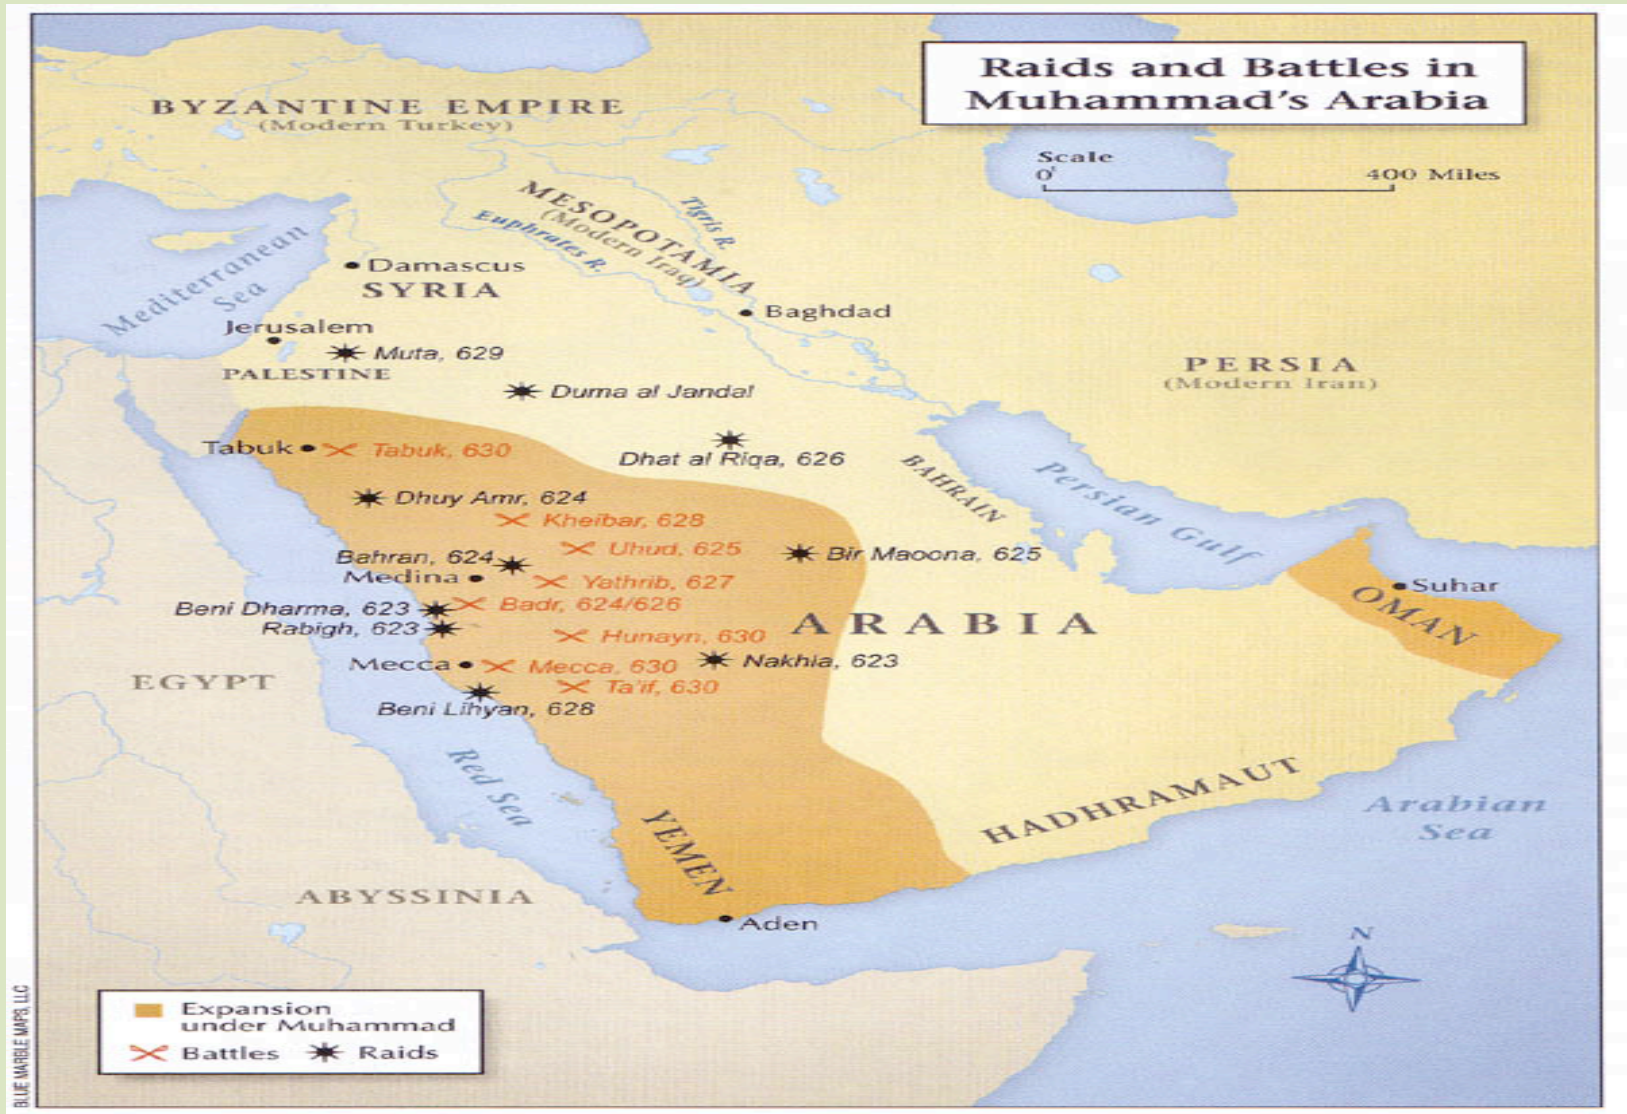 Raids and Battles in
Muhammad's Arabia
Scale
0 400 Miles
BYZANTINE EMPIRE
(Modern Turkey)
MESOPOTAMIA
(Modern Iraq)
Tigris R.
Euphrates R.
Mediterranean
Sea
Damascus
SYRIA
Baghdad
Jerusalem
Muta, 629
PALESTINE
PERSIA
(Modern Iran)
Duma al Jandal
Tabuk
Tabuk, 630
Dhat al Riqa, 626
BAHRAIN
Persian Gulf
Dhuy Amr, 624
Kheibar, 628
Uhud, 625
Bahran, 624
Bir Maoona, 625
Medina
Yathrib, 627
Suhar
OMAN
Beni Dharma, 623
Badr, 624/626
Rabigh, 623
Hunayn, 630
ARABIA
Mecca
Mecca, 630
Nakhia, 623
EGYPT
Ta'if, 630
Beni Lihyan, 628
Red Sea
HADHRAMAUT
Arabian
Sea
YEMEN
ABYSSINIA
Aden
N
Expansion
under Muhammad
Battles Raids
BLUE MARBLE MAPS, LLC